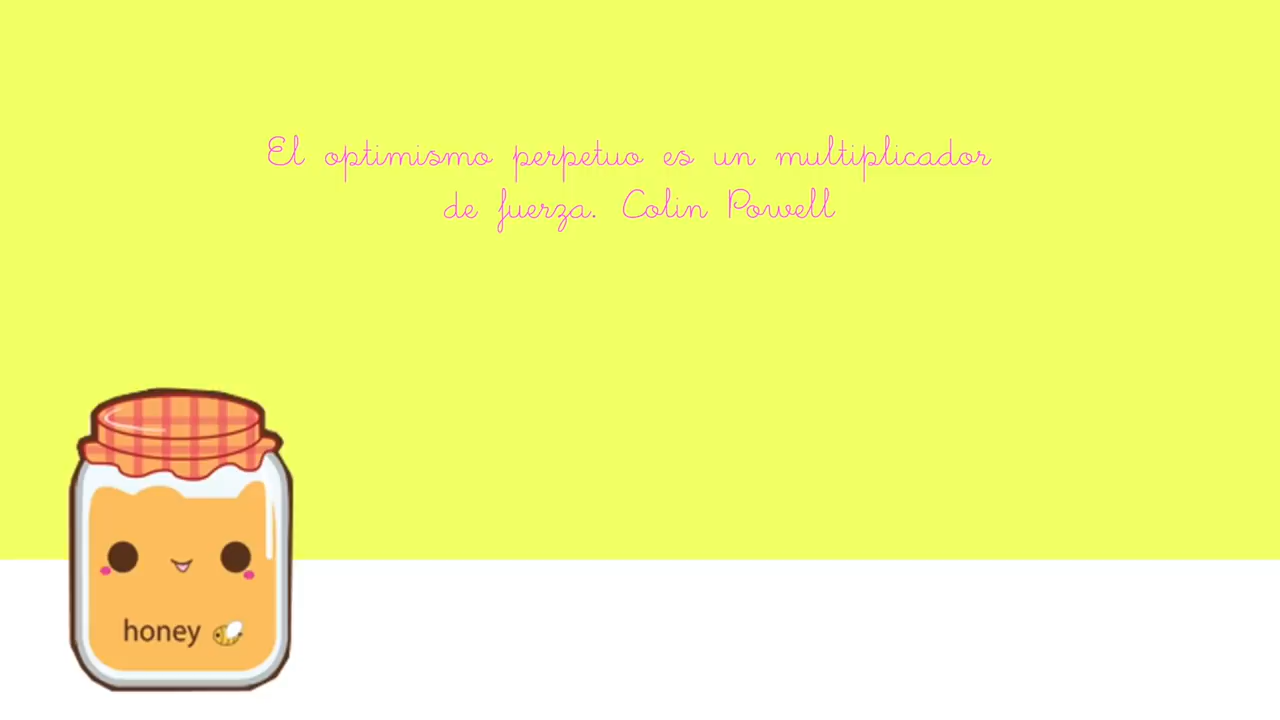 El optimismo perpetuo es un multiplicador
de fuerza. Colin Powell
honey